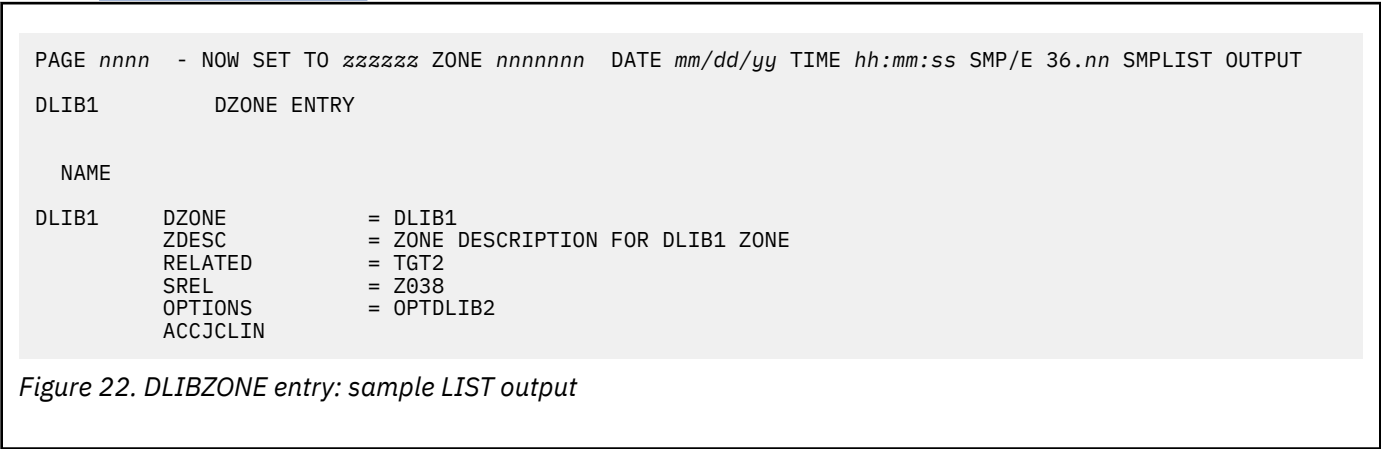 PAGE nnnn - NOW SET TO zzzzzz ZONE nnnnnnn DATE mm/dd/yy TIME hh:mm:ss SMP/E 36.nn SMPLIST OUTPUT
DLIB1 DZONE ENTRY
NAME
DLIB1 DZONE = DLIB1
ZDESC = ZONE DESCRIPTION FOR DLIB1 ZONE
RELATED = TGT2
SREL = Z038
OPTIONS = OPTDLIB2
ACCJCLIN
Figure 22. DLIBZONE entry: sample LIST output